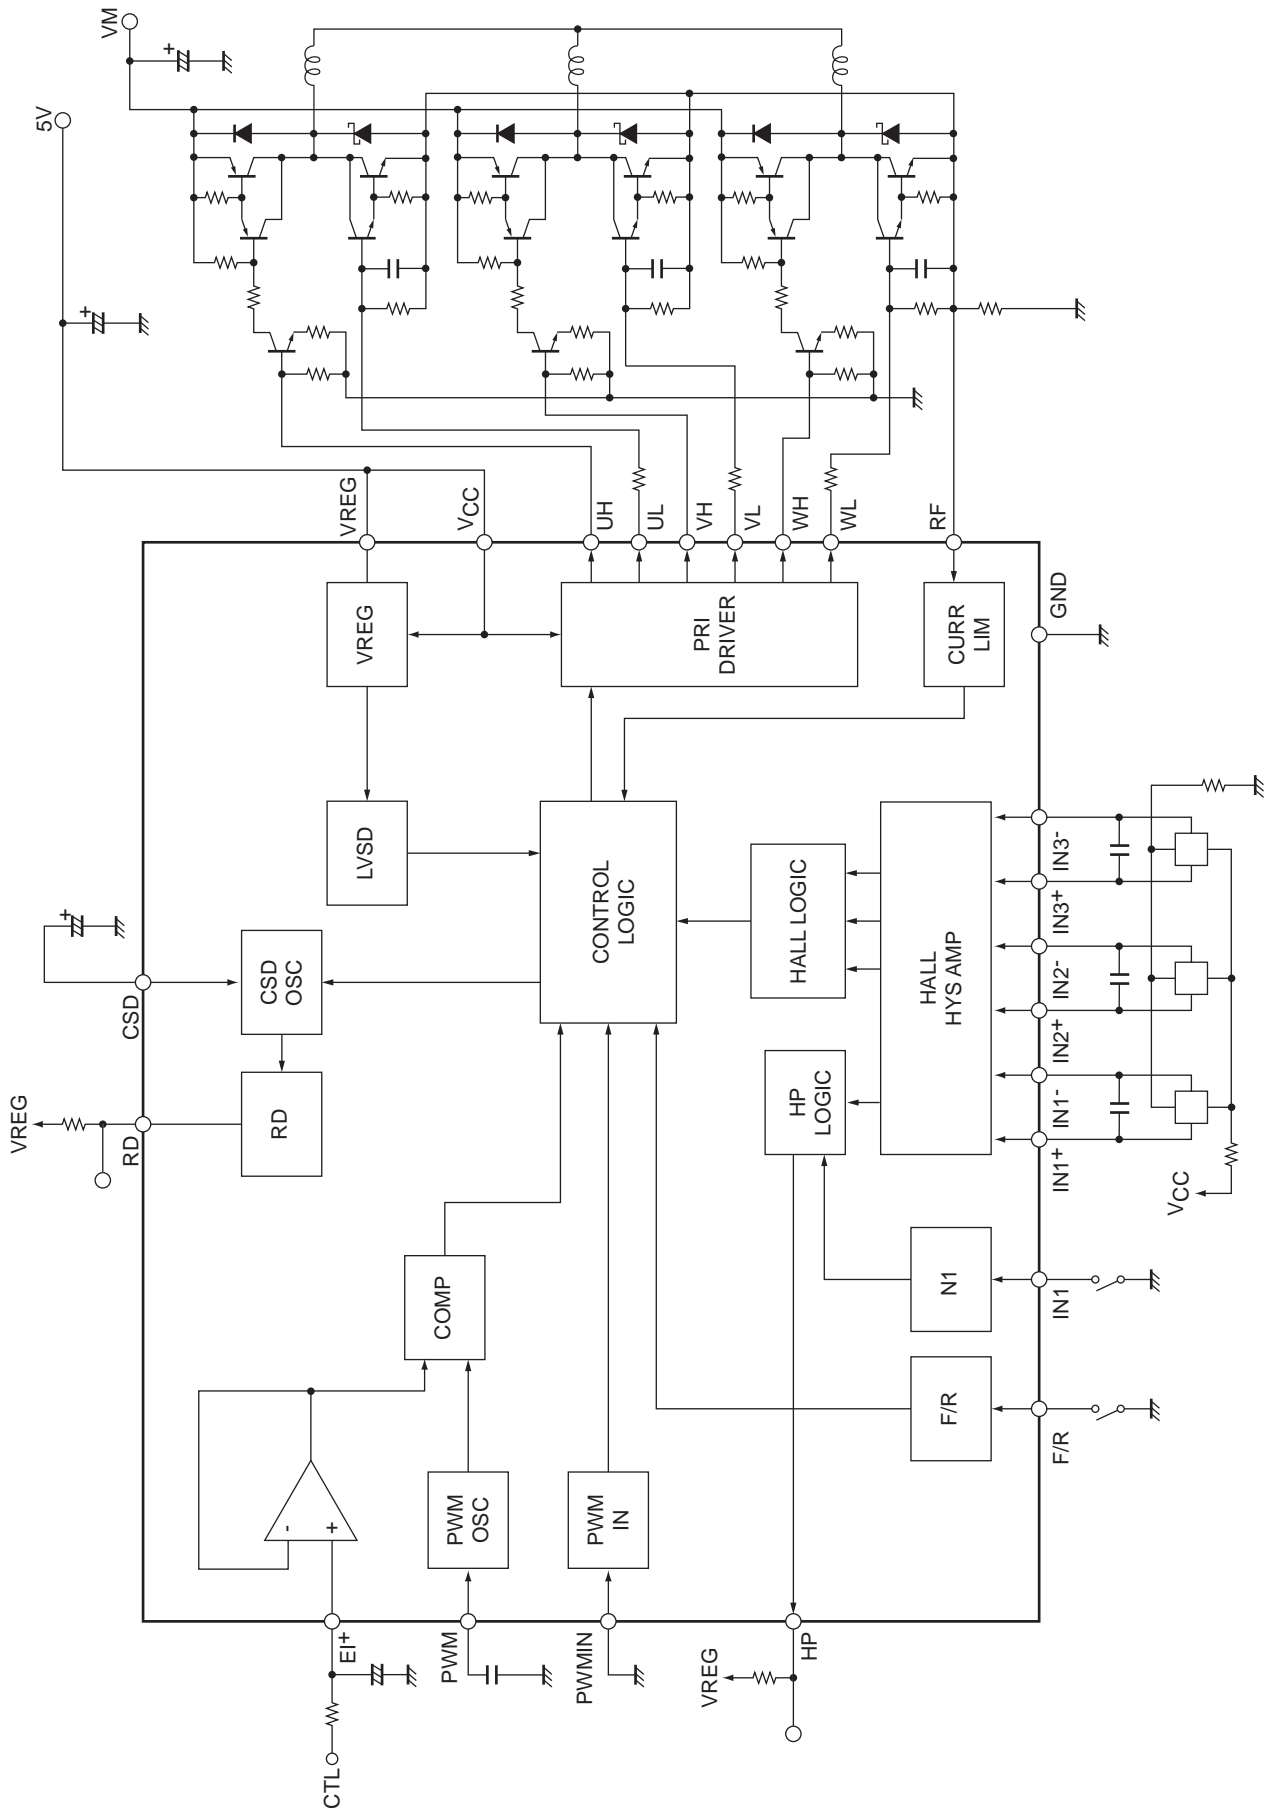 VM
+
5V
+
VREG
VCC
UH
UL
VH
VL
WH
WL
RF
GND
VREG
PRI
DRIVER
CURR
LIM
LVSD
CONTROL
LOGIC
HALL LOGIC
HALL
HYS AMP
IN3-
IN3+
IN2-
IN2+
IN1-
IN1+
VCC
+
CSD
CSD
OSC
RD
RD
VREG
HP
LOGIC
COMP
N1
IN1
F/R
F/R
-
+
PWM
OSC
PWM
IN
EI+
PWM
PWMIN
HP
VREG
CTL